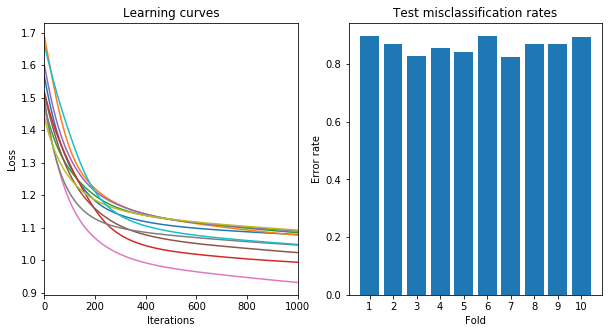 Learning curves
Loss
1.7
1.6
1.5
1.4
1.3
1.2
1.1
1.0
0.9
0 200 400 600 800 1000
Iterations
Test misclassification rates
Error rate
0.8
0.6
0.4
0.2
0.0
1 2 3 4 5 6 7 8 9 10
Fold